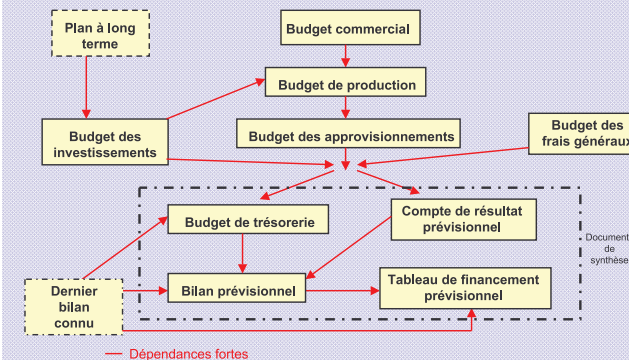 Plan à long
terme
Budget commercial
Budget de production
Budget des
investissements
Budget des approvisionnements
Budget des
frais généraux
Budget de trésorerie
Compte de résultat
prévisionnel
Document
de
synthèse
Dernier
bilan
connu
Bilan prévisionnel
Tableau de financement
prévisionnel
Dépendances fortes